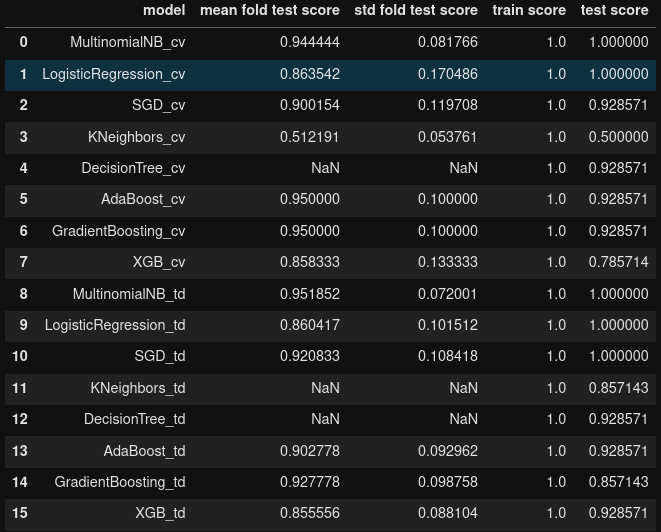 model mean fold test score std fold test score train score test score
0 MultinomialNB_cv 0.944444 0.081766 1.0 1.000000
1 LogisticRegression_cv 0.863542 0.170486 1.0 1.000000
2 SGD_cv 0.900154 0.119708 1.0 0.928571
3 KNeighbors_cv 0.512191 0.053761 1.0 0.500000
4 DecisionTree_cv NaN NaN 1.0 0.928571
5 AdaBoost_cv 0.950000 0.100000 1.0 0.928571
6 GradientBoosting_cv 0.950000 0.100000 1.0 0.928571
7 XGB_cv 0.858333 0.133333 1.0 0.785714
8 MultinomialNB_td 0.951852 0.072001 1.0 1.000000
9 LogisticRegression_td 0.860417 0.101512 1.0 1.000000
10 SGD_td 0.920833 0.108418 1.0 1.000000
11 KNeighbors_td NaN NaN 1.0 0.857143
12 DecisionTree_td NaN NaN 1.0 0.928571
13 AdaBoost_td 0.902778 0.092962 1.0 0.928571
14 GradientBoosting_td 0.927778 0.098758 1.0 0.857143
15 XGB_td 0.855556 0.088104 1.0 0.928571